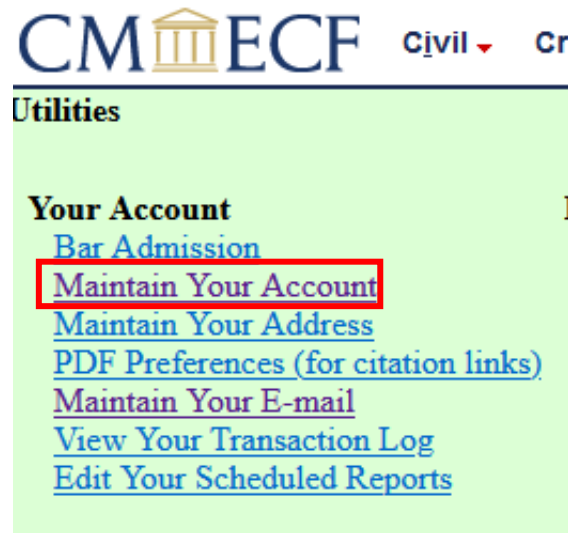 CM ECF Civil Cr
Utilities
Your Account
Bar Admission
Maintain Your Account
Maintain Your Address
PDF Preferences (for citation links)
Maintain Your E-mail
View Your Transaction Log
Edit Your Scheduled Reports